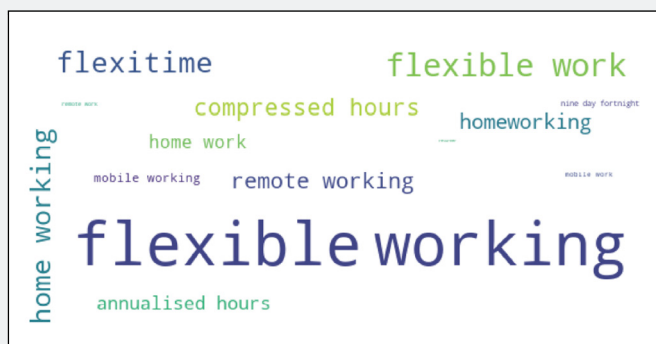 flexitime
flexible work
remote work
compressed hours
nine day fortnight
homeworking
home work
mobile working
remote working
mobile work
home working
flexible working
annualised hours